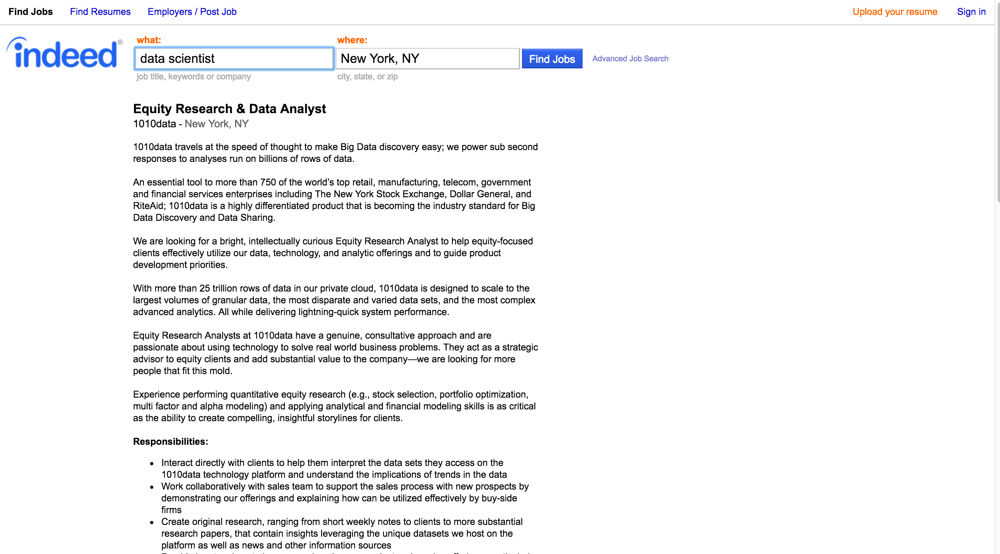 Find Jobs Find Resumes Employers / Post Job Upload your resume Sign in
indeed®
what: where:
data scientist New York, NY Find Jobs Advanced Job Search
job title, keywords or company city, state, or zip
Equity Research & Data Analyst
1010data - New York, NY
1010data travels at the speed of thought to make Big Data discovery easy; we power sub second
responses to analyses run on billions of rows of data.
An essential tool to more than 750 of the world’s top retail, manufacturing, telecom, government
and financial services enterprises including The New York Stock Exchange, Dollar General, and
RiteAid; 1010data is a highly differentiated product that is becoming the industry standard for Big
Data Discovery and Data Sharing.
We are looking for a bright, intellectually curious Equity Research Analyst to help equity-focused
clients effectively utilize our data, technology, and analytic offerings and to guide product
development priorities.
With more than 25 trillion rows of data in our private cloud, 1010data is designed to scale to the
largest volumes of granular data, the most disparate and varied data sets, and the most complex
advanced analytics. All while delivering lightning-quick system performance.
Equity Research Analysts at 1010data have a genuine, consultative approach and are
passionate about using technology to solve real world business problems. They act as a strategic
advisor to equity clients and add substantial value to the company—we are looking for more
people that fit this mold.
Experience performing quantitative equity research (e.g., stock selection, portfolio optimization,
multi factor and alpha modeling) and applying analytical and financial modeling skills is as critical
as the ability to create compelling, insightful storylines for clients.
Responsibilities:
• Interact directly with clients to help them interpret the data sets they access on the
1010data technology platform and understand the implications of trends in the data
• Work collaboratively with sales team to support the sales process with new prospects by
demonstrating our offerings and explaining how can be utilized effectively by buy-side
firms
• Create original research, ranging from short weekly notes to clients to more substantial
research papers, that contain insights leveraging the unique datasets we host on the
platform as well as news and other information sources